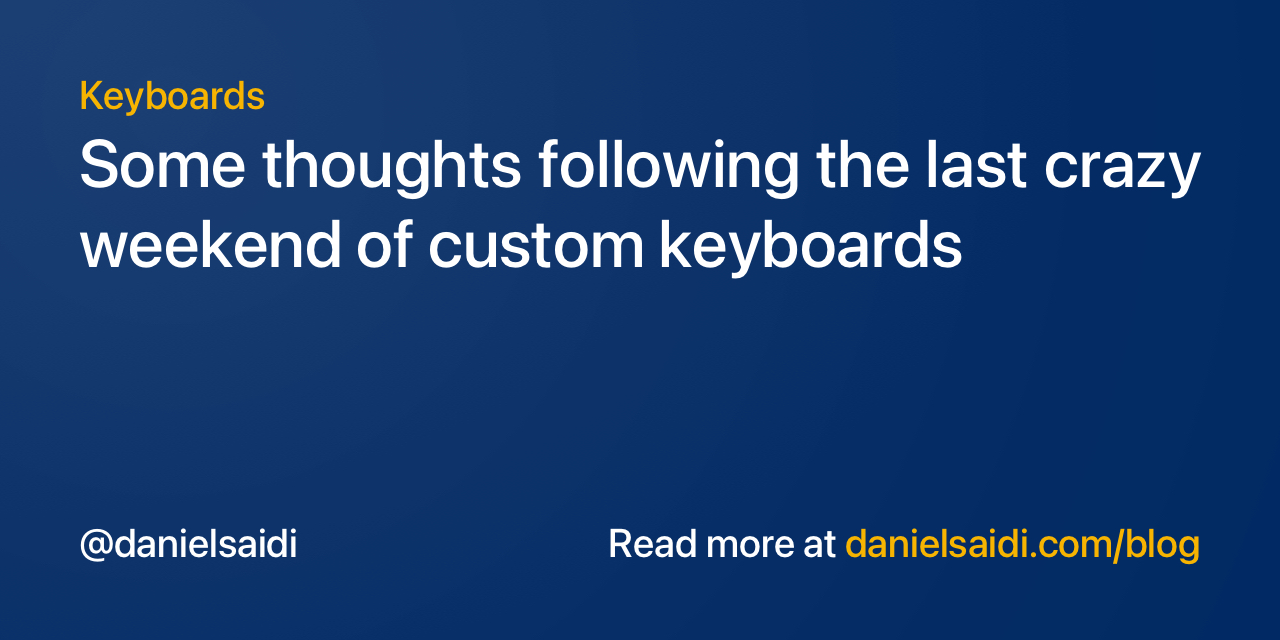 Keyboards
Some thoughts following the last crazy
weekend of custom keyboards
@danielsaidi
Read more at danielsaidi.com/blog